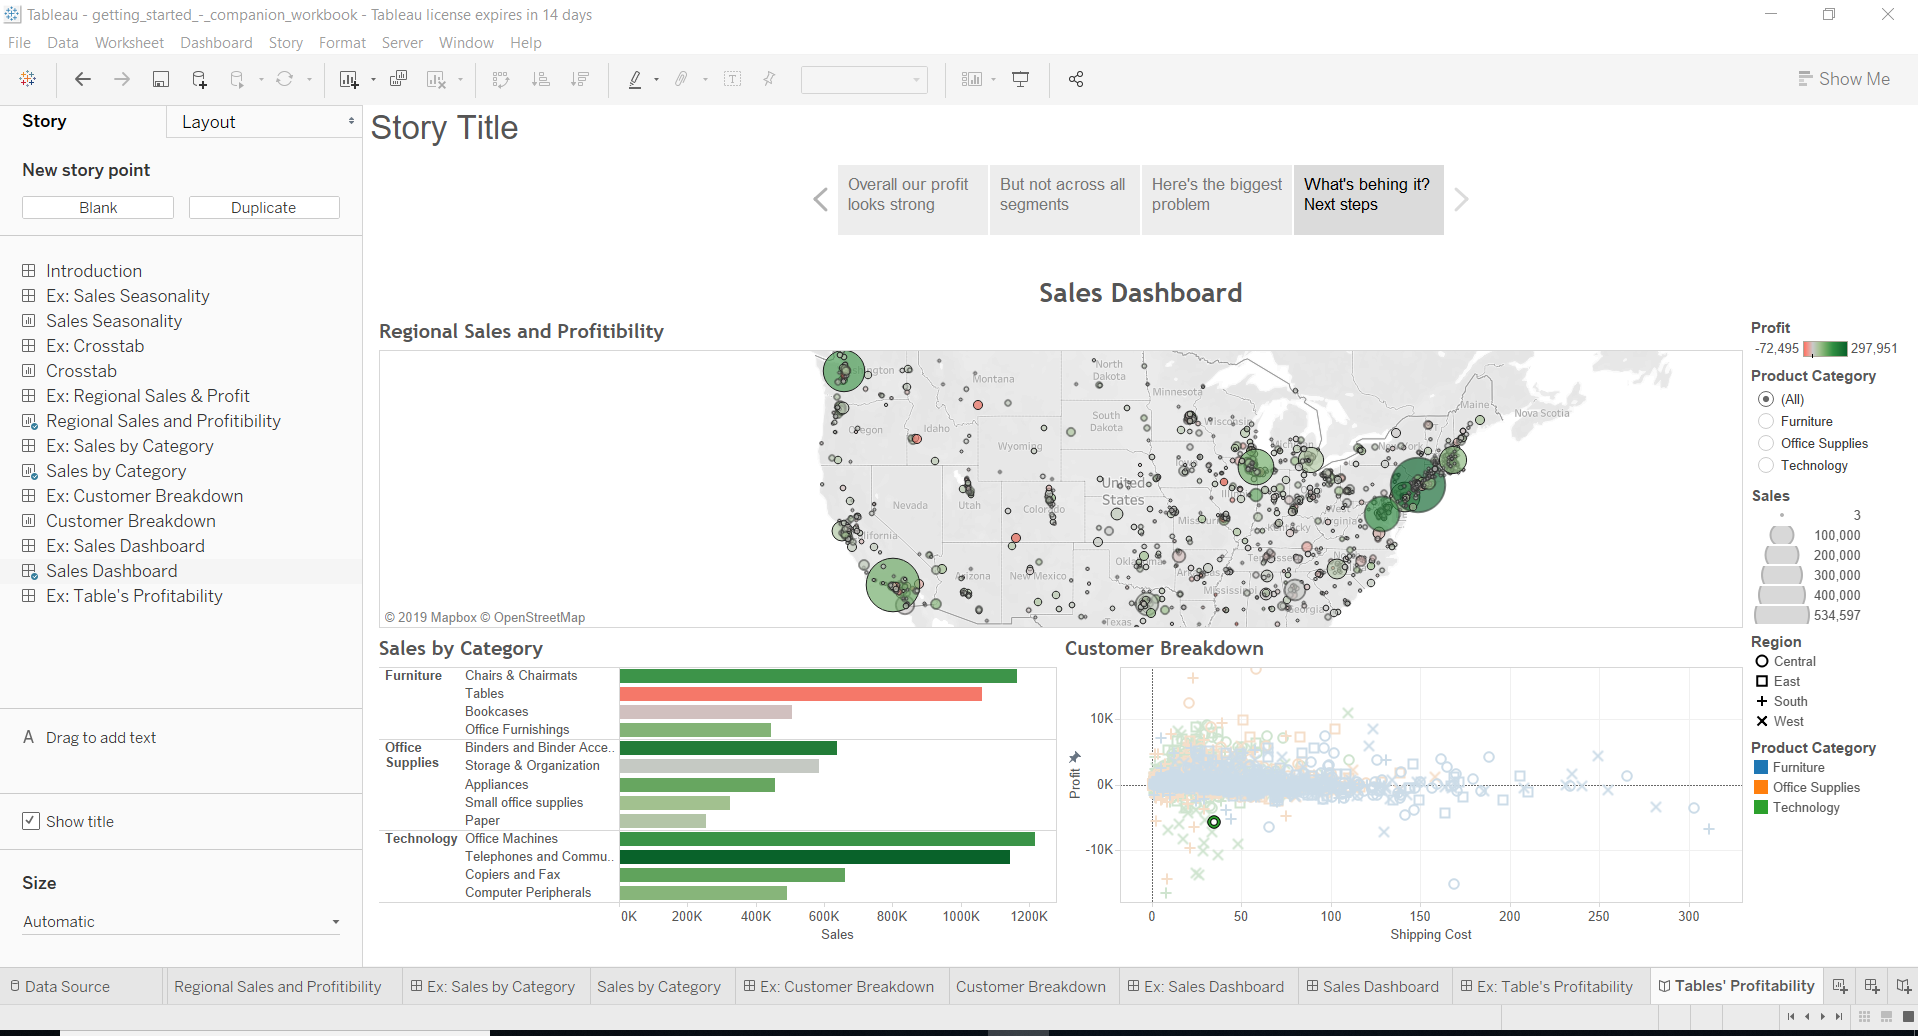 Tableau - getting_started_-_companion_workbook - Tableau license expires in 14 days
File Data Worksheet Dashboard Story Format Server Window Help
Show Me
Story Layout
New story point
Blank Duplicate
Introduction
Ex: Sales Seasonality
Sales Seasonality
Ex: Crosstab
Crosstab
Ex: Regional Sales & Profit
Regional Sales and Profitibility
Ex: Sales by Category
Sales by Category
Ex: Customer Breakdown
Customer Breakdown
Ex: Sales Dashboard
Sales Dashboard
Ex: Table's Profitability
A Drag to add text
Show title
Size
Automatic
Story Title
Overall our profit
looks strong
But not across all
segments
Here's the biggest
problem
What's behing it?
Next steps
Sales Dashboard
Regional Sales and Profitibility
Montana
North
Dakota
Minnesota
South
Dakota
Idaho
Wyoming
Nevada
Utah
Colorado
United
States
Arizona
New Mexico
Texas
Maine
Nova Scotia
© 2019 Mapbox © OpenStreetMap
Profit
-72,495 297,951
Product Category
(All)
Furniture
Office Supplies
Technology
Sales
3
100,000
200,000
300,000
400,000
534,597
Region
Central
East
South
West
Product Category
Furniture
Office Supplies
Technology
Sales by Category
Furniture Chairs & Chairmats
Tables
Bookcases
Office Furnishings
Office
Supplies
Binders and Binder Acce..
Storage & Organization
Appliances
Small office supplies
Paper
Technology Office Machines
Telephones and Commu..
Copiers and Fax
Computer Peripherals
0K 200K 400K 600K 800K 1000K 1200K
Sales
Customer Breakdown
10K
0K
-10K
Profit
0 50 100 150 200 250 300
Shipping Cost
Data Source Regional Sales and Profitibility Ex: Sales by Category Sales by Category Ex: Customer Breakdown Customer Breakdown Ex: Sales Dashboard Sales Dashboard Ex: Table's Profitability Tables' Profitability